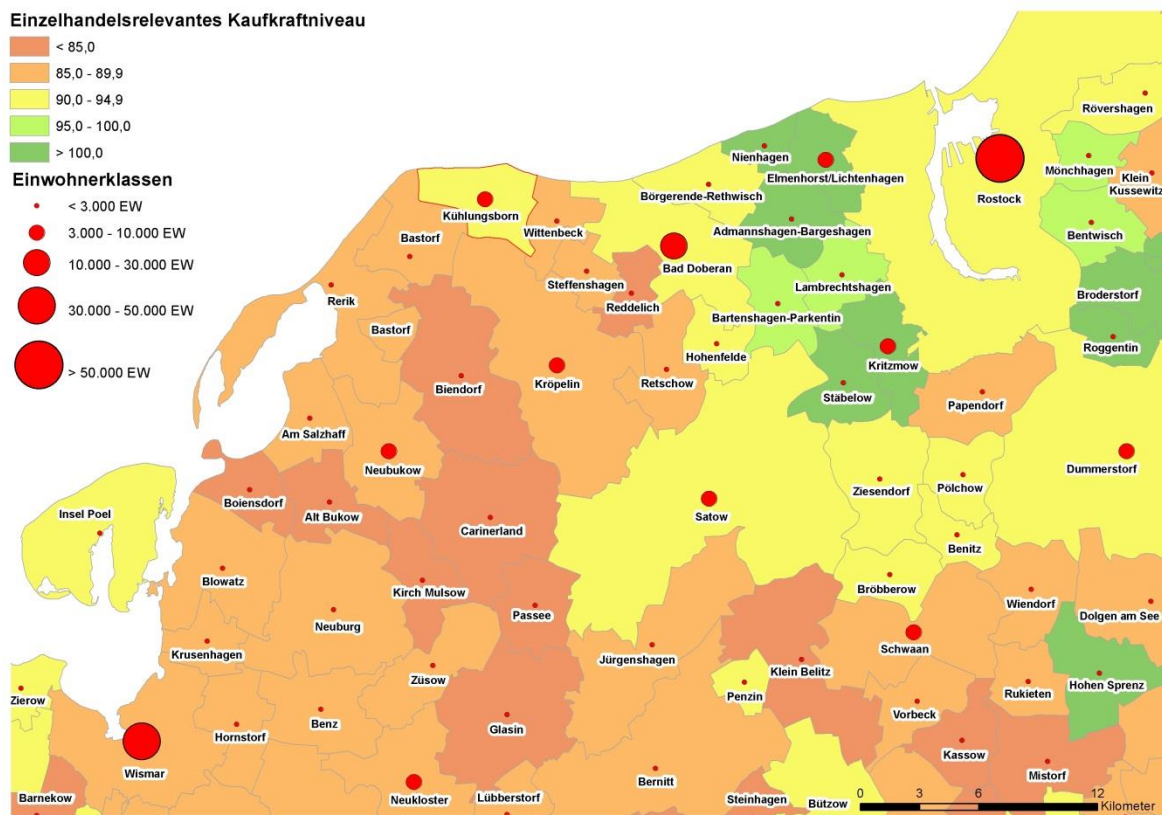 Einzelhandelsrelevantes Kaufkraftniveau
< 85,0
85,0 - 89,9
90,0 - 94,9
95,0 - 100,0
> 100,0
Einwohnerklassen
< 3.000 EW
3.000 - 10.000 EW
10.000 - 30.000 EW
30.000 - 50.000 EW
> 50.000 EW
Rövershagen
Nienhagen
Mönchhagen
Elmenhorst/Lichtenhagen
Klein
Kussewitz
Börgerende-Rethwisch
Rostock
Kühlungsborn
Wittenbeck
Admannshagen-Bargeshagen
Bentwisch
Bastorf
Bad Doberan
Steffenshagen
Lambrechtshagen
Broderstorf
Rerik
Reddelich
Bartenshagen-Parkentin
Bastorf
Roggentin
Hohenfelde
Kritzmow
Biendorf
Kröpelin
Retschow
Stäbelow
Papendorf
Am Salzhaff
Neubukow
Dummerstorf
Ziesendorf
Pölchow
Boiensdorf
Alt Bukow
Insel Poel
Carinerland
Satow
Benitz
Blowatz
Kirch Mulsow
Bröbberow
Wiendorf
Neuburg
Passee
Dolgen am See
Krusenhagen
Jürgenshagen
Schwaan
Züsow
Klein Belitz
Zierow
Penzin
Rukieten
Hohen Sprenz
Benz
Glasin
Vorbeck
Hornstorf
Kassow
Wismar
Mistorf
Bernitt
Barnekow
Neukloster
Lübberstorf
Steinhagen
Bützow
0 3 6 12
Kilometer